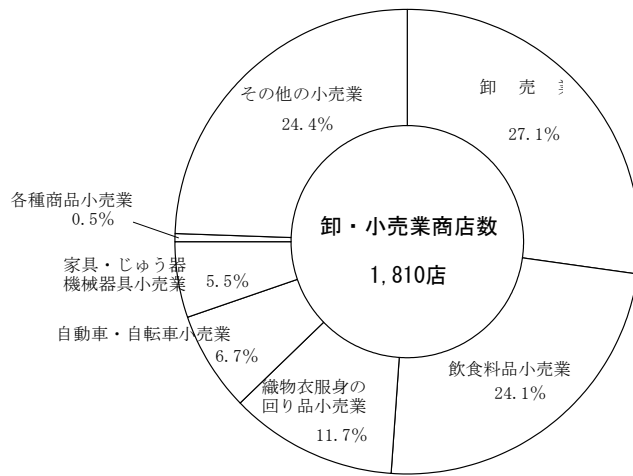 その他の小売業
24.4%
卸 売
27.1%
各種商品小売業
0.5%
卸・小売業商店数
1,810店
家具・じゅう器
機械器具小売業
5.5%
自動車・自転車小売業
6.7%
飲食料品小売業
24.1%
織物衣服身の
回り品小売業
11.7%